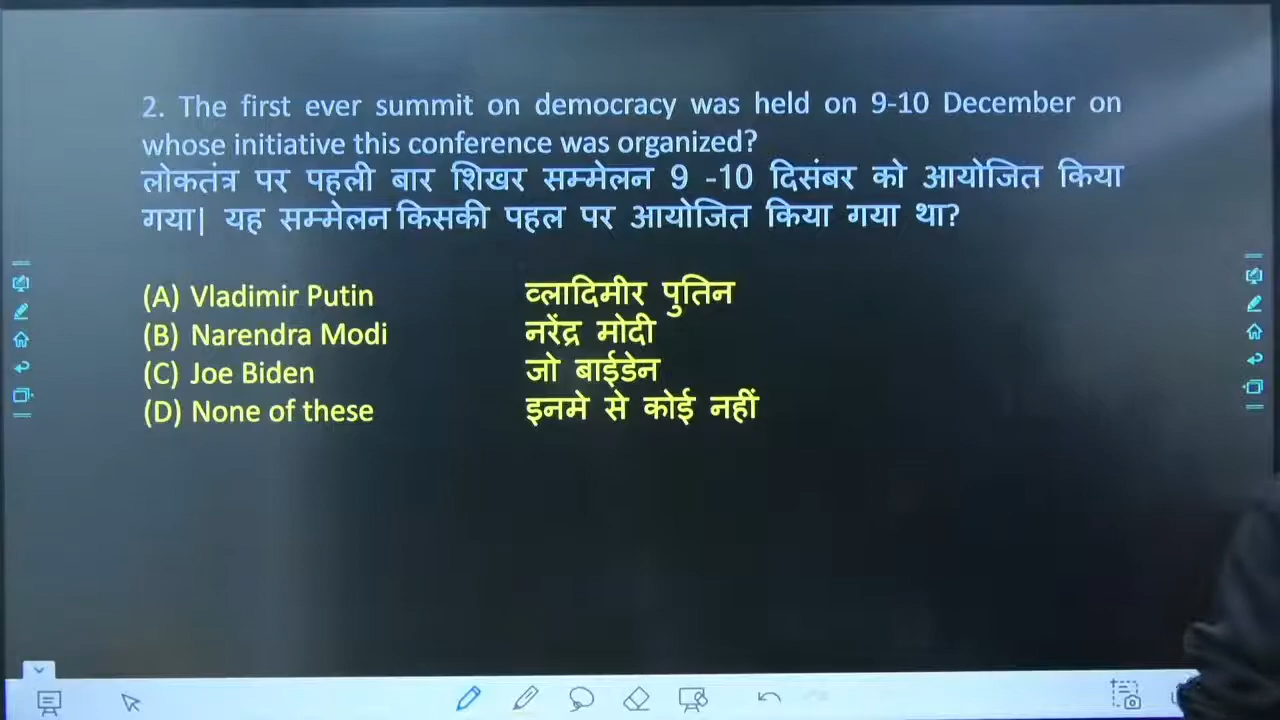 2. The first ever summit on democracy was held on 9-10 December on
whose initiative this conference was organized?
लोकतंत्र पर पहली बार शिखर सम्मेलन 9 -10 दिसंबर को आयोजित किया
गया| यह सम्मेलन किसकी पहल पर आयोजित किया गया था?
(A) Vladimir Putin व्लादिमीर पुतिन
(B) Narendra Modi नरेंद्र मोदी
(C) Joe Biden जो बाईडेन
(D) None of these इनमे से कोई नहीं